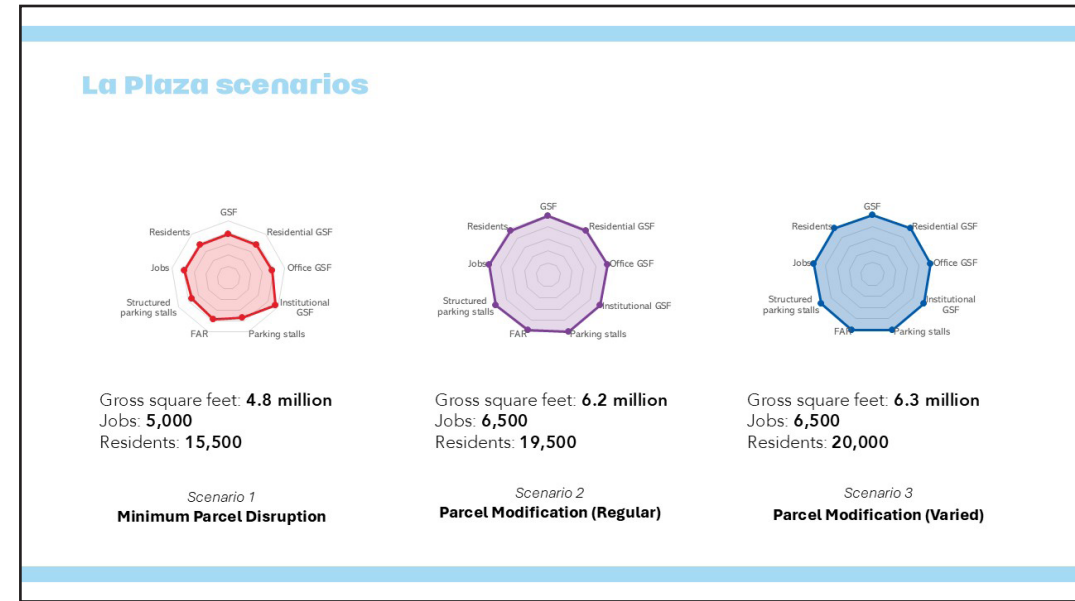 La Plaza scenarios
GSF
Residential GSF
Office GSF
Institutional
GSF
Parking stalls
FAR
Structured
parking stalls
Jobs
Residents
GSF
Residential GSF
Office GSF
Institutional GSF
Parking stalls
FAR
Structured
parking stalls
Jobs
Residents
GSF
Residential GSF
Office GSF
Institutional
GSF
Parking stalls
FAR
Structured
parking stalls
Jobs
Residents
Gross square feet: 4.8 million
Jobs: 5,000
Residents: 15,500
Gross square feet: 6.2 million
Jobs: 6,500
Residents: 19,500
Gross square feet: 6.3 million
Jobs: 6,500
Residents: 20,000
Scenario 1
Minimum Parcel Disruption
Scenario 2
Parcel Modification (Regular)
Scenario 3
Parcel Modification (Varied)